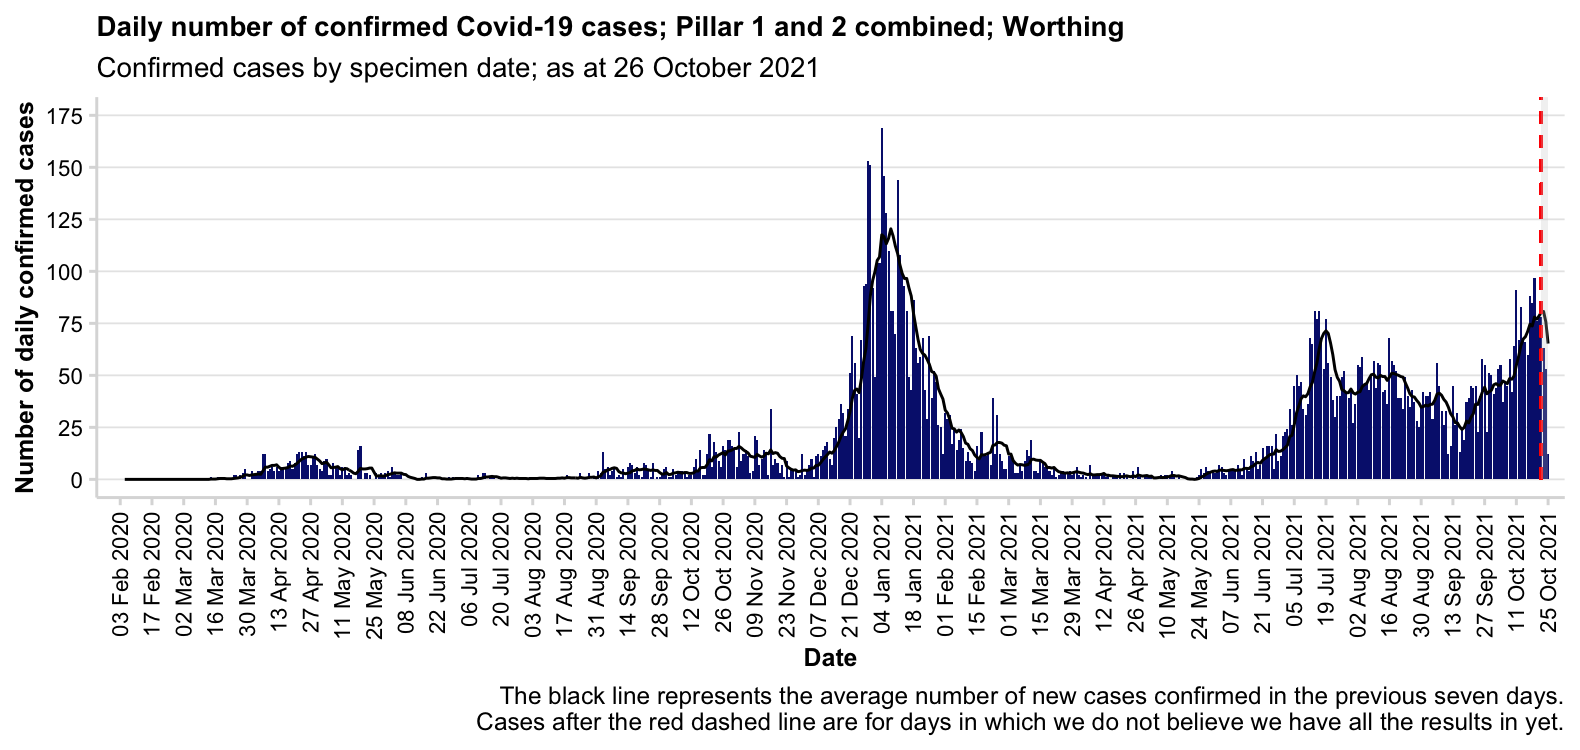 Daily number of confirmed Covid-19 cases; Pillar 1 and 2 combined; Worthing
Confirmed cases by specimen date; as at 26 October 2021
Number of daily confirmed cases
175
150
125
100
75
50
25
0
03 Feb 2020
17 Feb 2020
02 Mar 2020
16 Mar 2020
30 Mar 2020
13 Apr 2020
27 Apr 2020
11 May 2020
25 May 2020
08 Jun 2020
22 Jun 2020
06 Jul 2020
20 Jul 2020
03 Aug 2020
17 Aug 2020
31 Aug 2020
14 Sep 2020
28 Sep 2020
12 Oct 2020
26 Oct 2020
09 Nov 2020
23 Nov 2020
07 Dec 2020
21 Dec 2020
04 Jan 2021
18 Jan 2021
01 Feb 2021
15 Feb 2021
01 Mar 2021
15 Mar 2021
29 Mar 2021
12 Apr 2021
26 Apr 2021
10 May 2021
24 May 2021
07 Jun 2021
21 Jun 2021
05 Jul 2021
19 Jul 2021
02 Aug 2021
16 Aug 2021
30 Aug 2021
13 Sep 2021
27 Sep 2021
11 Oct 2021
25 Oct 2021
Date
The black line represents the average number of new cases confirmed in the previous seven days.
Cases after the red dashed line are for days in which we do not believe we have all the results in yet.